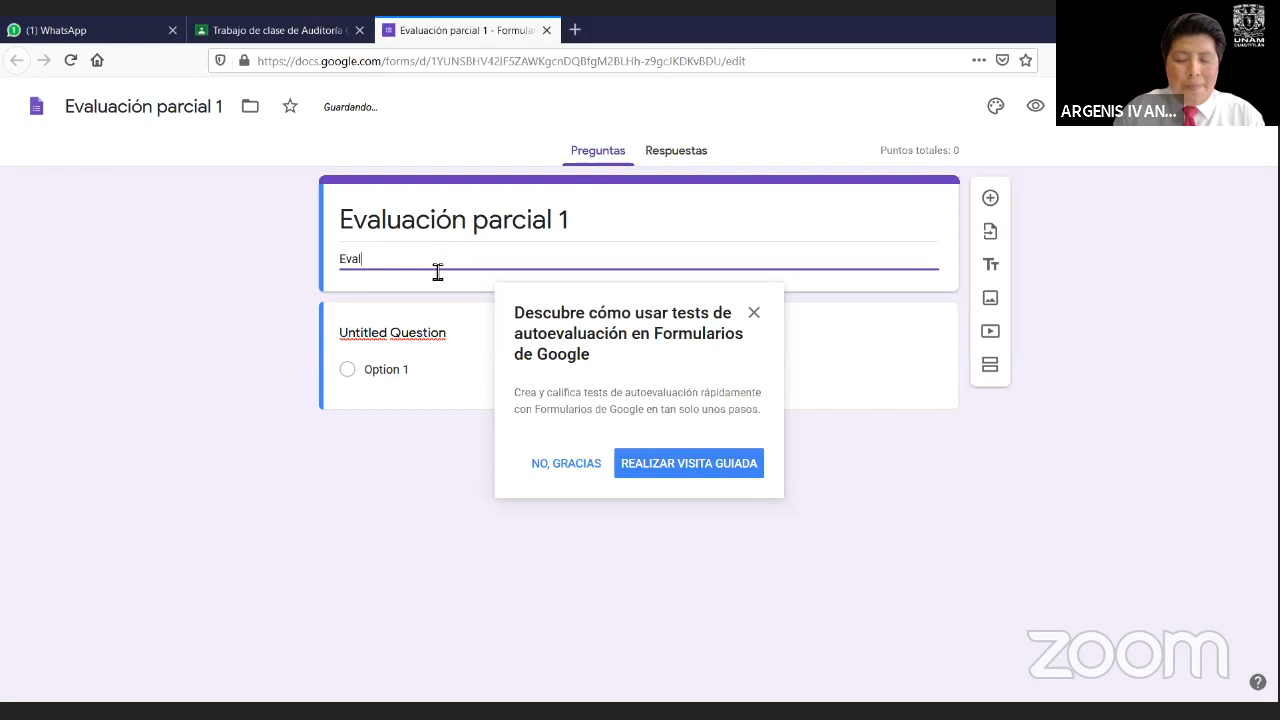 (1) WhatsApp
Trabajo de clase de Auditoría
Evaluación parcial 1 - Formular
https://docs.google.com/forms/d/1YUNSBHV42IF5ZAWKgcnDQBfgM2BLHh-z9gcJKDKvBDU/edit
UNAM
CUAUTITLÁN
ARGENIS IVAN...
Evaluación parcial 1
Guardando...
Preguntas
Respuestas
Puntos totales: 0
Evaluación parcial 1
Eval
Untitled Question
Option 1
Descubre cómo usar tests de
autoevaluación en Formularios
de Google
Crea y califica tests de autoevaluación rápidamente
con Formularios de Google en tan solo unos pasos.
NO, GRACIAS
REALIZAR VISITA GUIADA
zoom